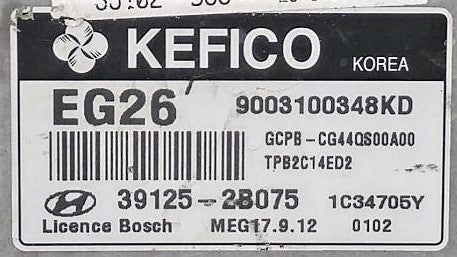 KEFICO KOREA
EG26 9003100348KD
GCPB-CG44QS00A00
TPB2C14ED2
39125-2B075 1C34705Y
Licence Bosch MEG17.9.12 0102